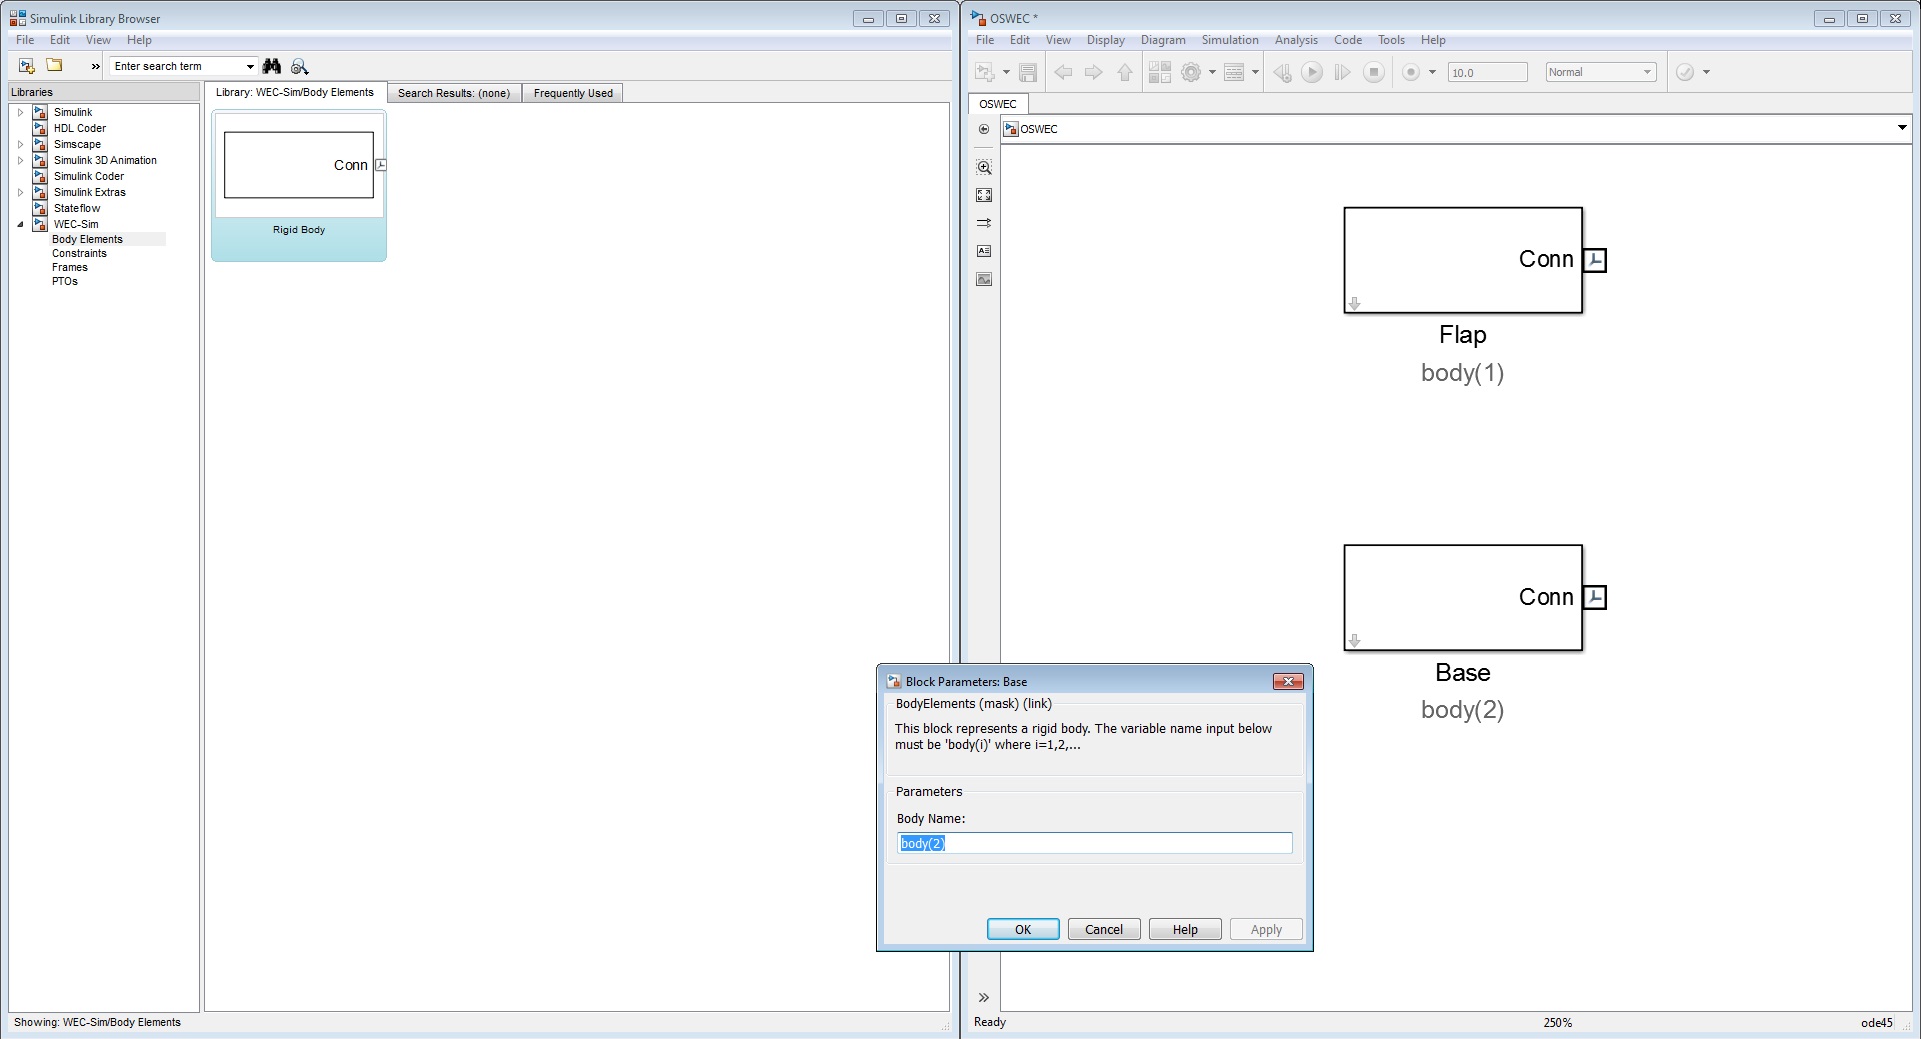 Simulink Library Browser
File Edit View Help
» Enter search term
Libraries
Simulink
HDL Coder
Simscape
Simulink 3D Animation
Simulink Coder
Simulink Extras
Stateflow
WEC-Sim
Body Elements
Constraints
Frames
PTOs
Library: WEC-Sim/Body Elements Search Results: (none) Frequently Used
Conn
Rigid Body
Showing: WEC-Sim/Body Elements
OSWEC *
File Edit View Display Diagram Simulation Analysis Code Tools Help
10.0 Normal
OSWEC
OSWEC
Conn
Flap
body(1)
Conn
Base
body(2)
Block Parameters: Base
BodyElements (mask) (link)
This block represents a rigid body. The variable name input below
must be 'body(i)' where i=1,2,...
Parameters
Body Name:
body(2)
OK Cancel Help Apply
»
Ready 250% ode45